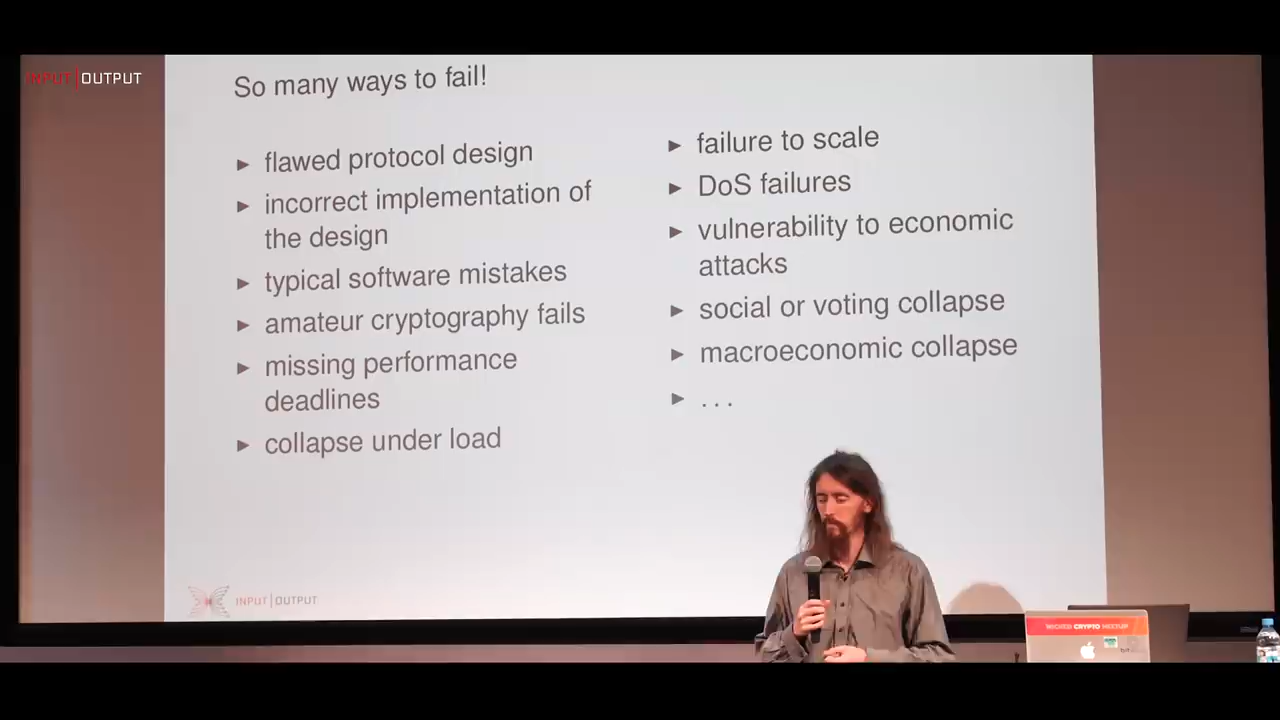 INPUT|OUTPUT
So many ways to fail!
▶ flawed protocol design
▶ incorrect implementation of
the design
▶ typical software mistakes
▶ amateur cryptography fails
▶ missing performance
deadlines
▶ collapse under load
▶ failure to scale
▶ DoS failures
▶ vulnerability to economic
attacks
▶ social or voting collapse
▶ macroeconomic collapse
▶ ...
INPUT|OUTPUT
CRYPTO MEETUP